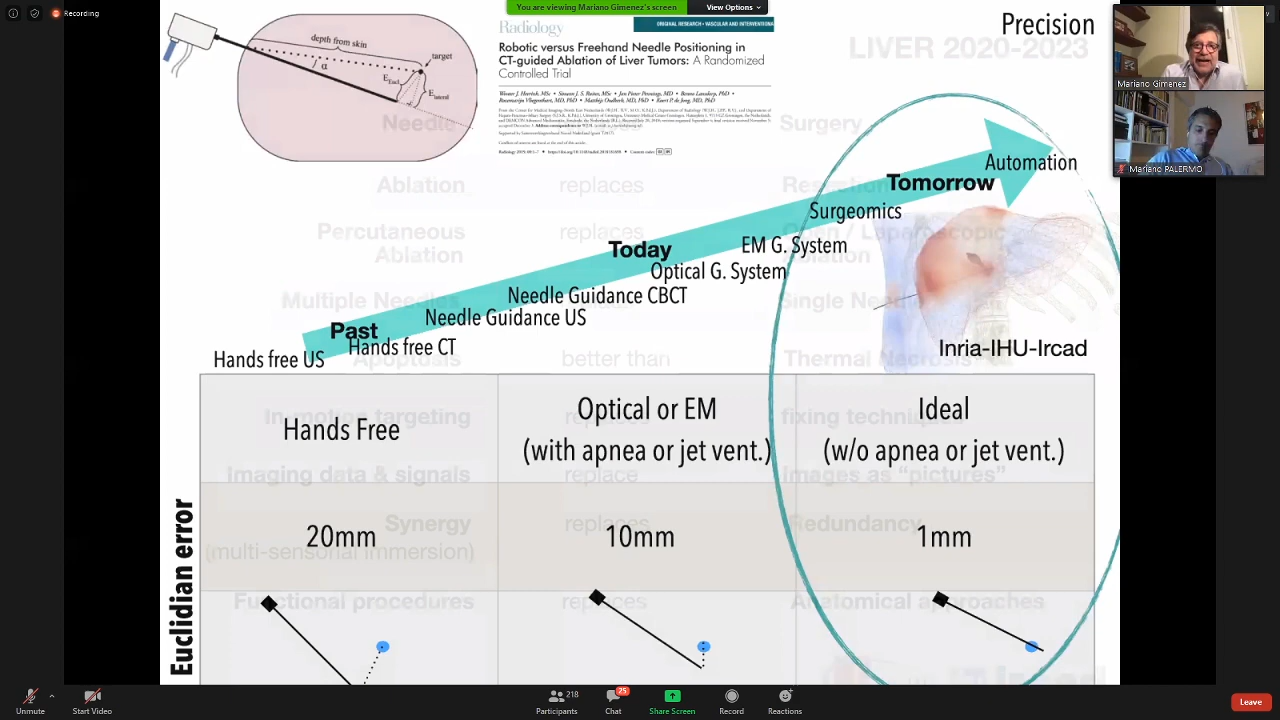 Recording
You are viewing Mariano Gimenez's screen
View Options
Mariano Gimenez
Mariano PALERMO
Precision
LIVER 2020-2023
depth from skin
target
α
Radiology
ORIGINAL RESEARCH • VASCULAR AND INTERVENTIONA
Robotic versus Freehand Needle Positioning in
CT-guided Ablation of Liver Tumors: A Randomized
Controlled Trial
Needle
Surgery
Ablation replaces
Percutaneous replaces
Ablation
Ablation
Multiple Needles
Single
better than
Thermal Necrosis
Automation
Tomorrow
Surgeomics
EM G. System
Today
Optical G. System
Needle Guidance CBCT
Needle Guidance US
Past
Hands free CT
Hands free US
Inria-IHU-Ircad
Hands Free
Optical or EM
(with apnea or jet vent.)
Ideal
(w/o apnea or jet vent.)
targeting
fixing
Imaging data & signals replace images as "pictures"
Synergy replaces Redundancy
(multi-sensorial immersion)
Euclidian error
20mm
10mm
1mm
Functional procedures replaces Anatomical approaches
Unmute
Start Video
Participants
218
Chat
25
Share Screen
Record
Reactions
Leave